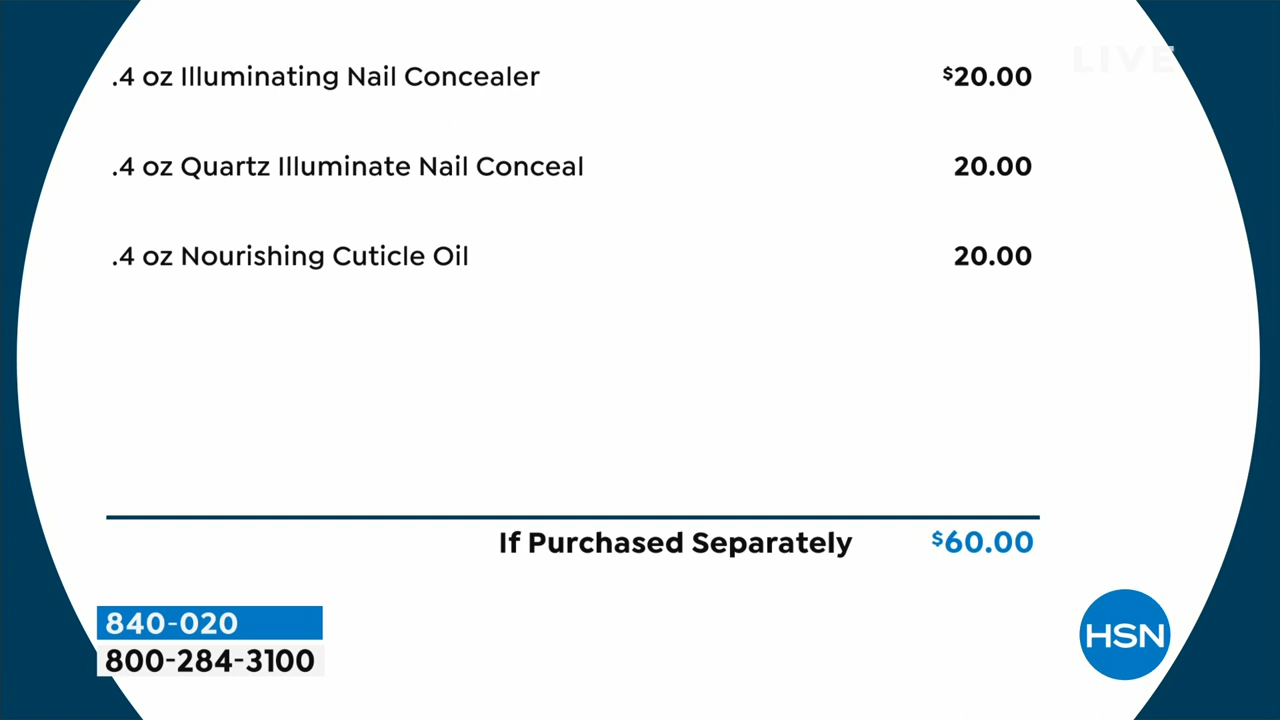 LIVE
.4 oz Illuminating Nail Concealer $20.00
.4 oz Quartz Illuminate Nail Conceal 20.00
.4 oz Nourishing Cuticle Oil 20.00
If Purchased Separately $60.00
840-020
800-284-3100
HSN